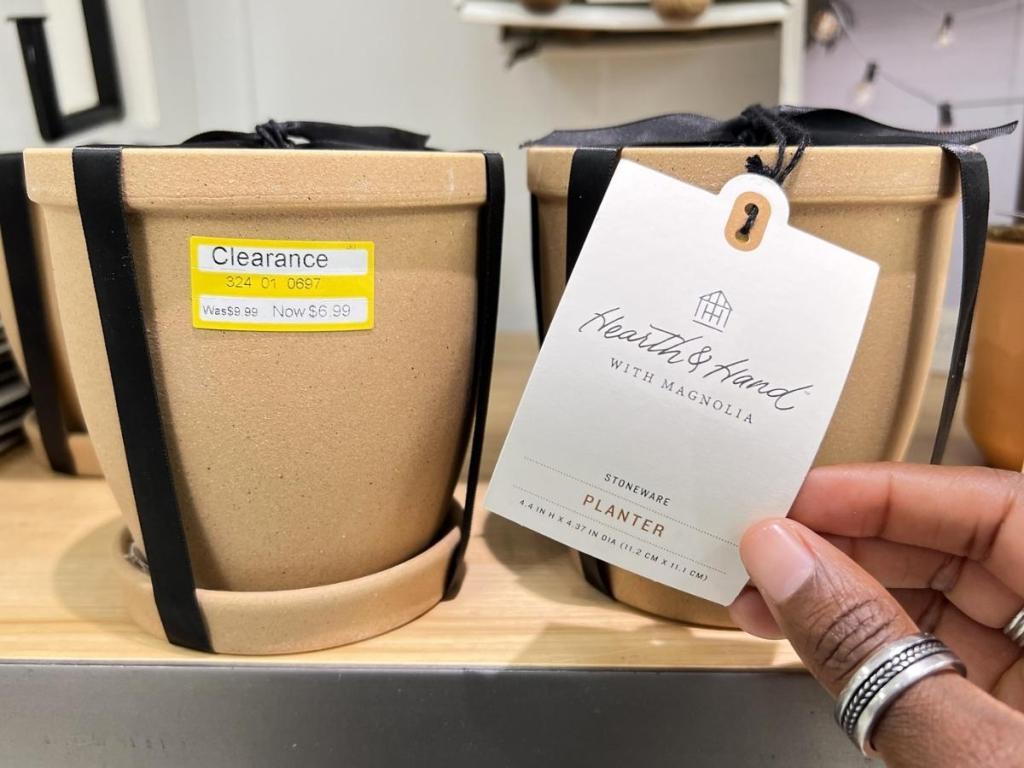 Clearance
324 01 0697
Was$9.99 Now $6.99
Hearth & Hand
WITH MAGNOLIA
STONEWARE
PLANTER
4.4 IN H X 4.37 IN DIA (11.2 CM X 11.1 CM)